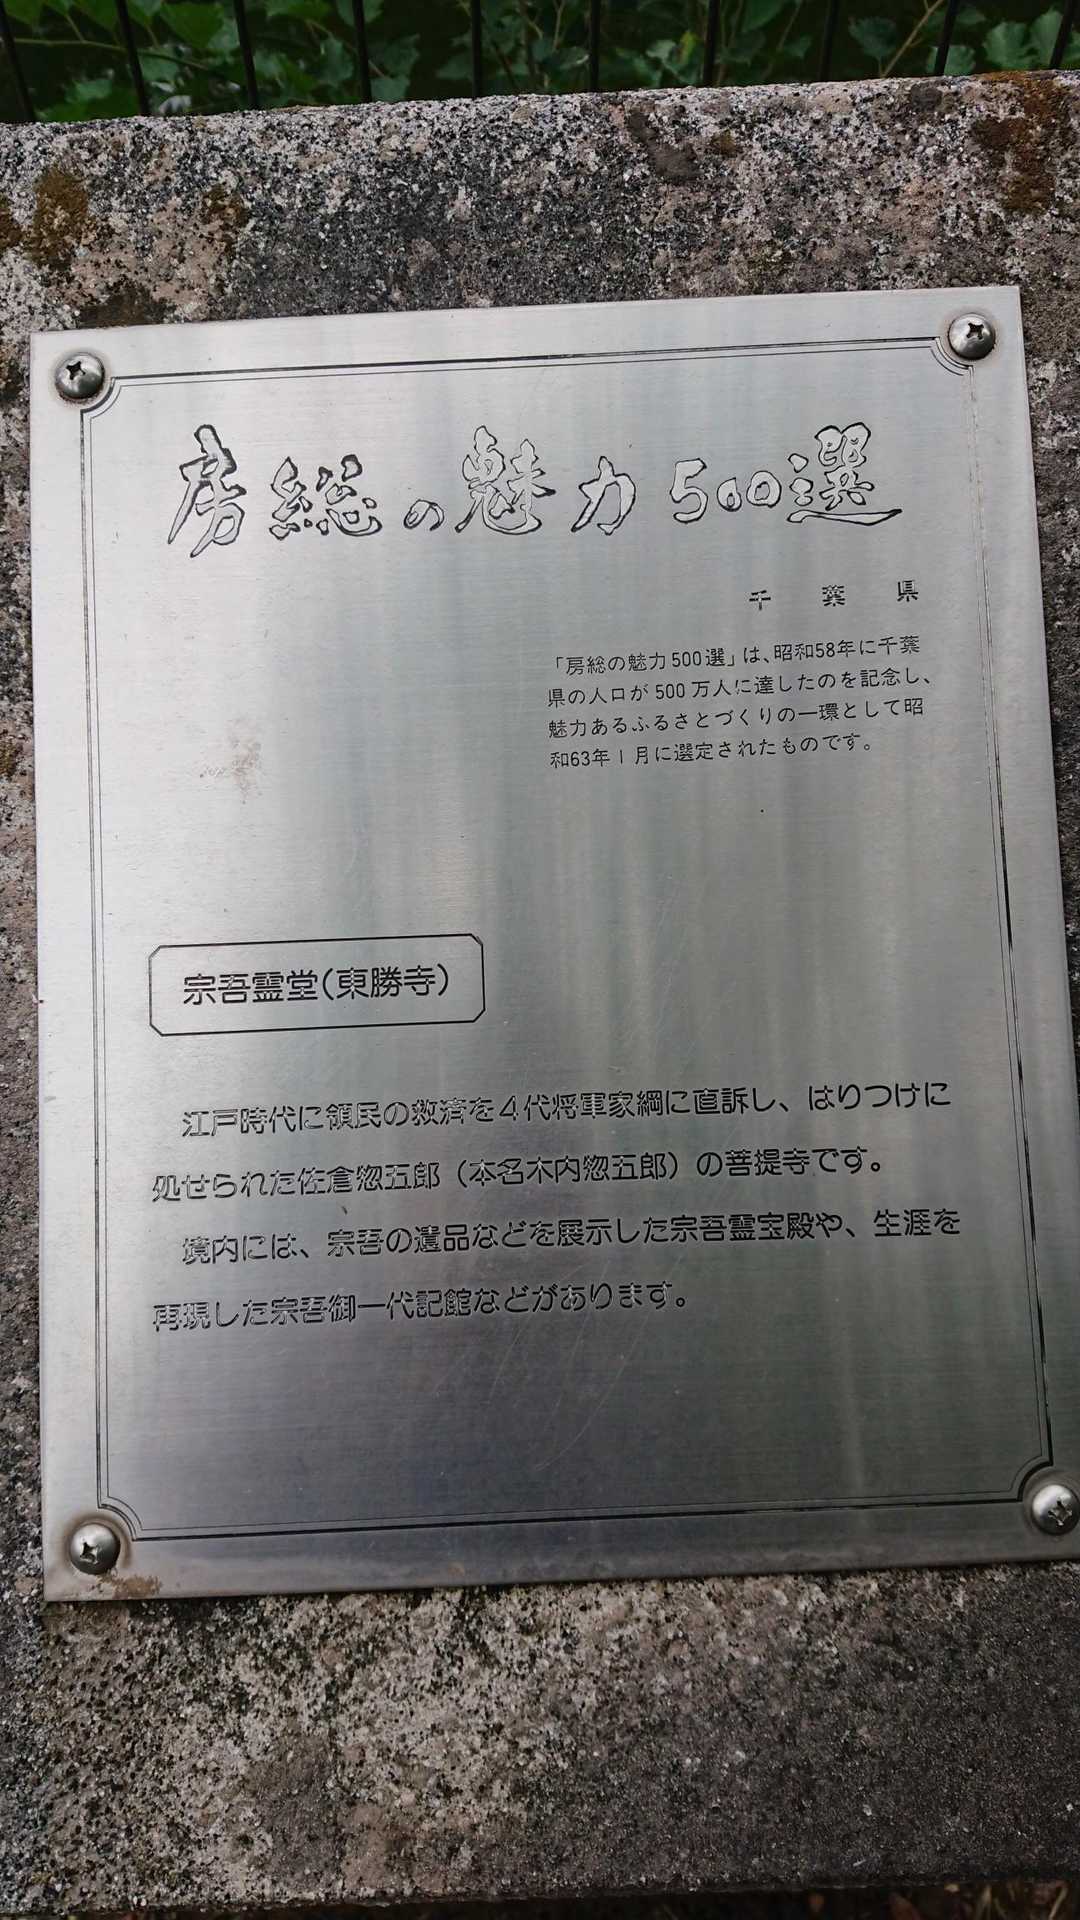 房総の魅力500選
千葉県
「房総の魅力500選」は、昭和58年に千葉
県の人口が500万人に達したのを記念し、
魅力あるふるさとづくりの一環として昭
和63年1月に選定されたものです。
宗吾霊堂(東勝寺)
江戸時代に領民の救済を4代将軍家綱に直訴し、はりつけに
処せられた佐倉惣五郎(本名木内惣五郎)の菩提寺です。
境内には、宗吾の遺品などを展示した宗吾霊宝殿や、生涯を
再現した宗吾御一代記館などがあります。